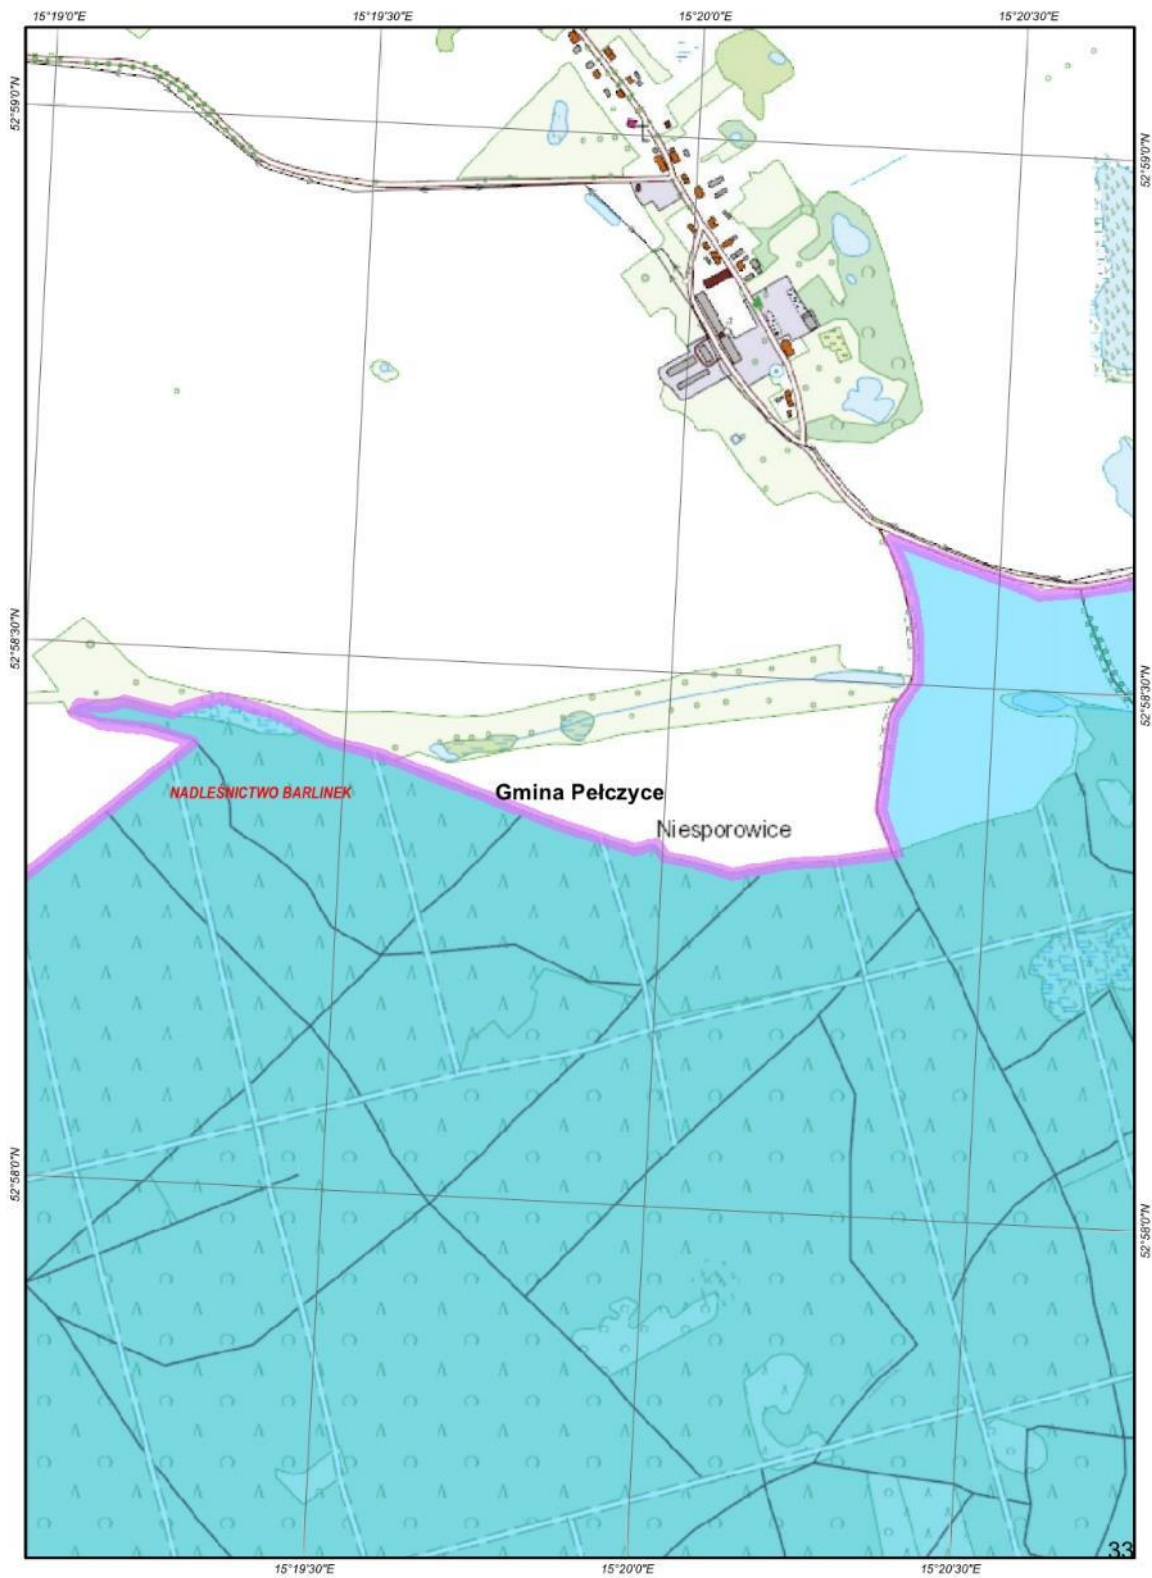 15°19'0"E 15°19'30"E 15°20'0"E 15°20'30"E
52°59'0"N
52°59'0"N
52°58'30"N
52°58'30"N
NADLEŚNICTWO BARLINEK
Gmina Pełczyce
Niesporowice
52°58'0"N
52°58'0"N
33
15°19'30"E 15°20'0"E 15°20'30"E